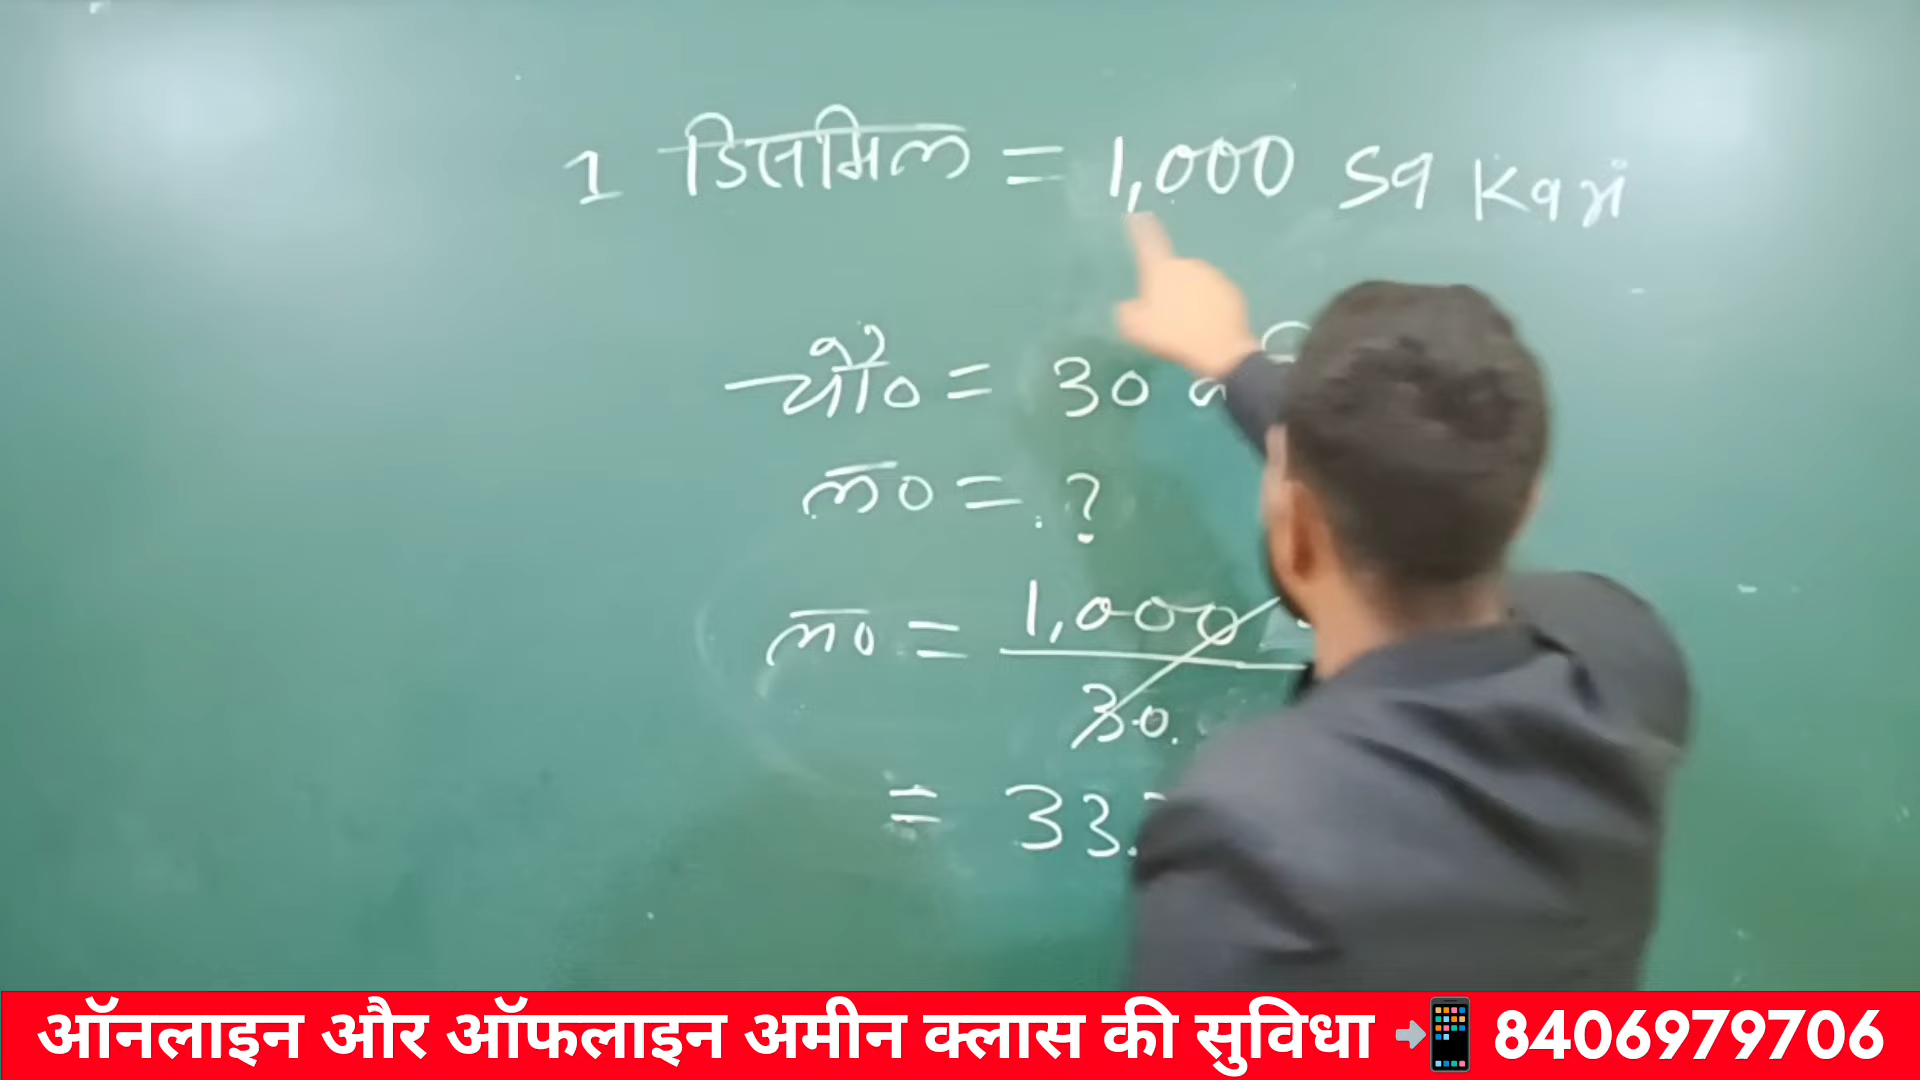 1 डिसमिल = 1,000 Sq Kari
चौ० = 30
ल० = ?
ल० = 1,000
30
= 33.
ऑनलाइन और ऑफलाइन अमीन क्लास की सुविधा 8406979706